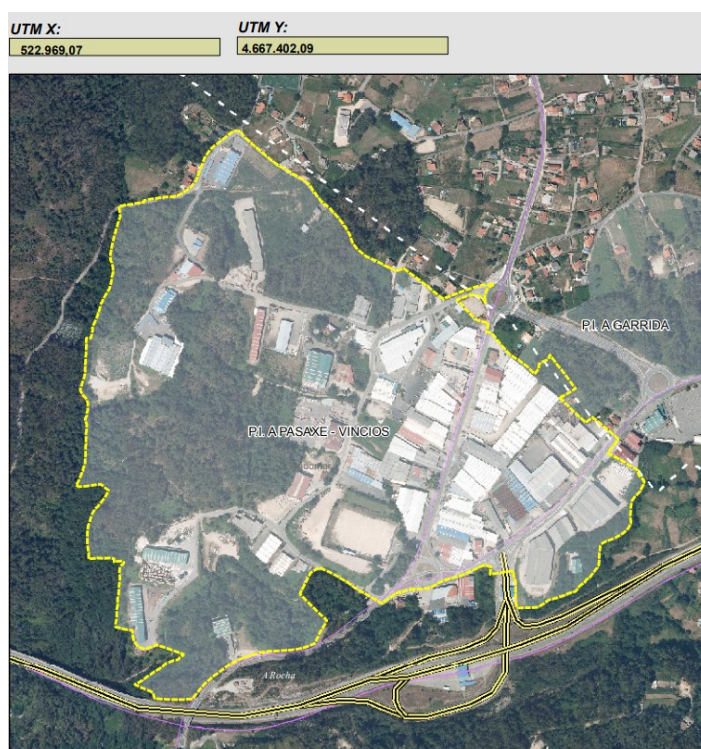 UTM X:
UTM Y:
522.969,07
4.667.402,09
P.I. A GARRIDA
P.I. A PASAXE - VINCIOS
A Rocha